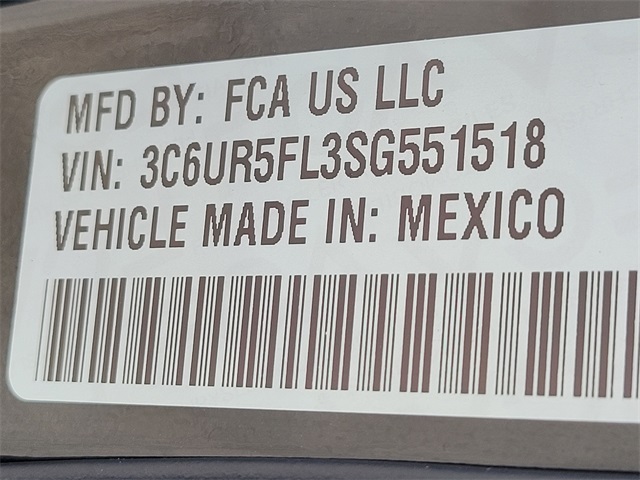 MFD BY: FCA US LLC
VIN: 3C6UR5FL3SG551518
VEHICLE MADE IN: MEXICO